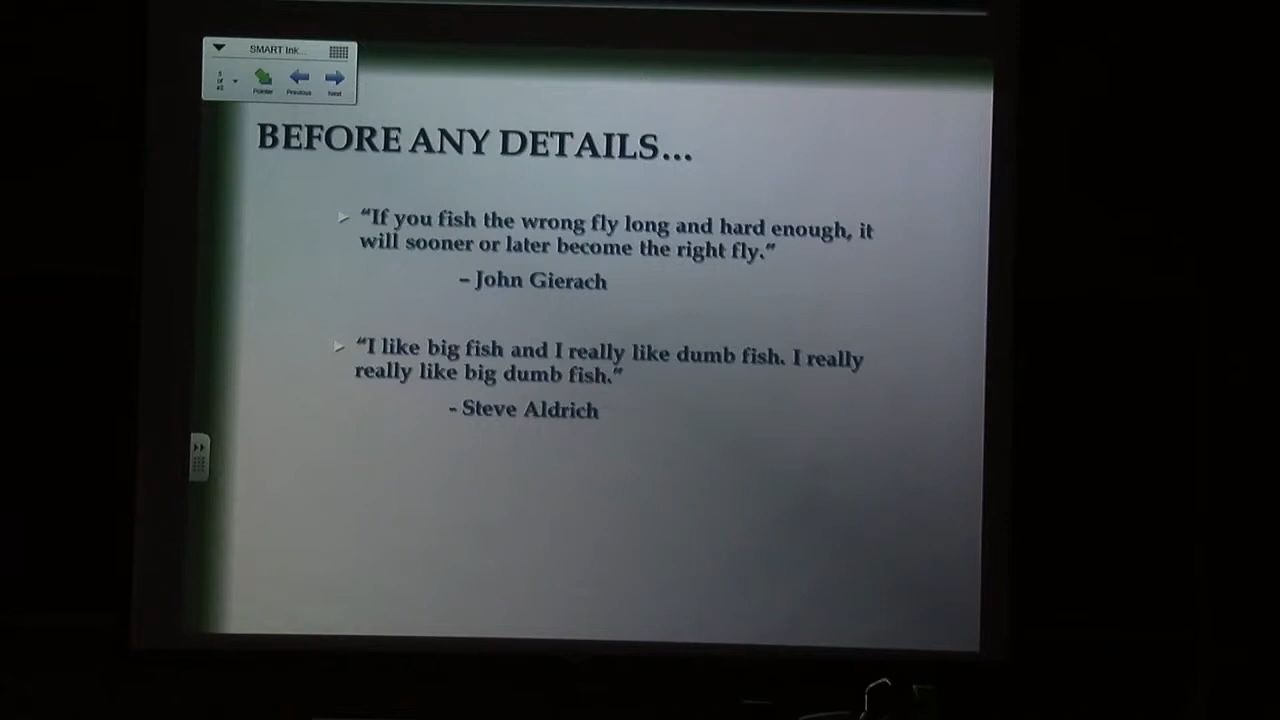 SMART Ink...
Pointer
Previous
Next
BEFORE ANY DETAILS...
“If you fish the wrong fly long and hard enough, it
will sooner or later become the right fly.”
– John Gierach
“I like big fish and I really like dumb fish. I really
really like big dumb fish.”
- Steve Aldrich